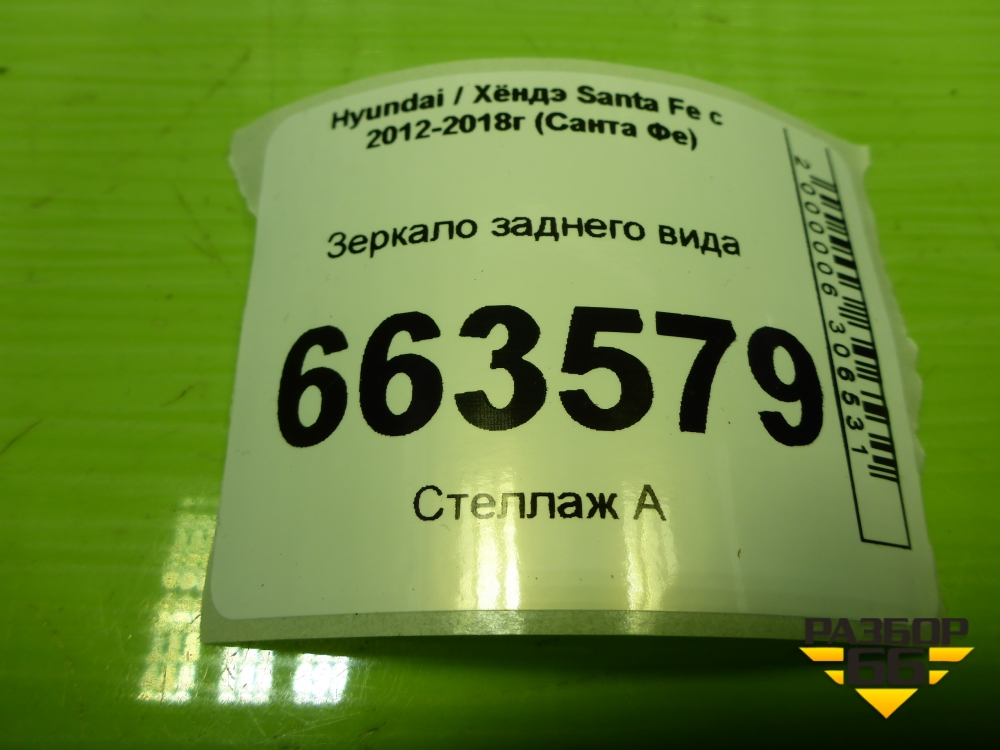 Hyundai / Хёндэ Santa Fe с
2012-2018г (Санта Фе)
Зеркало заднего вида
663579
Стеллаж А
2000006306531
РАЗБОР
66